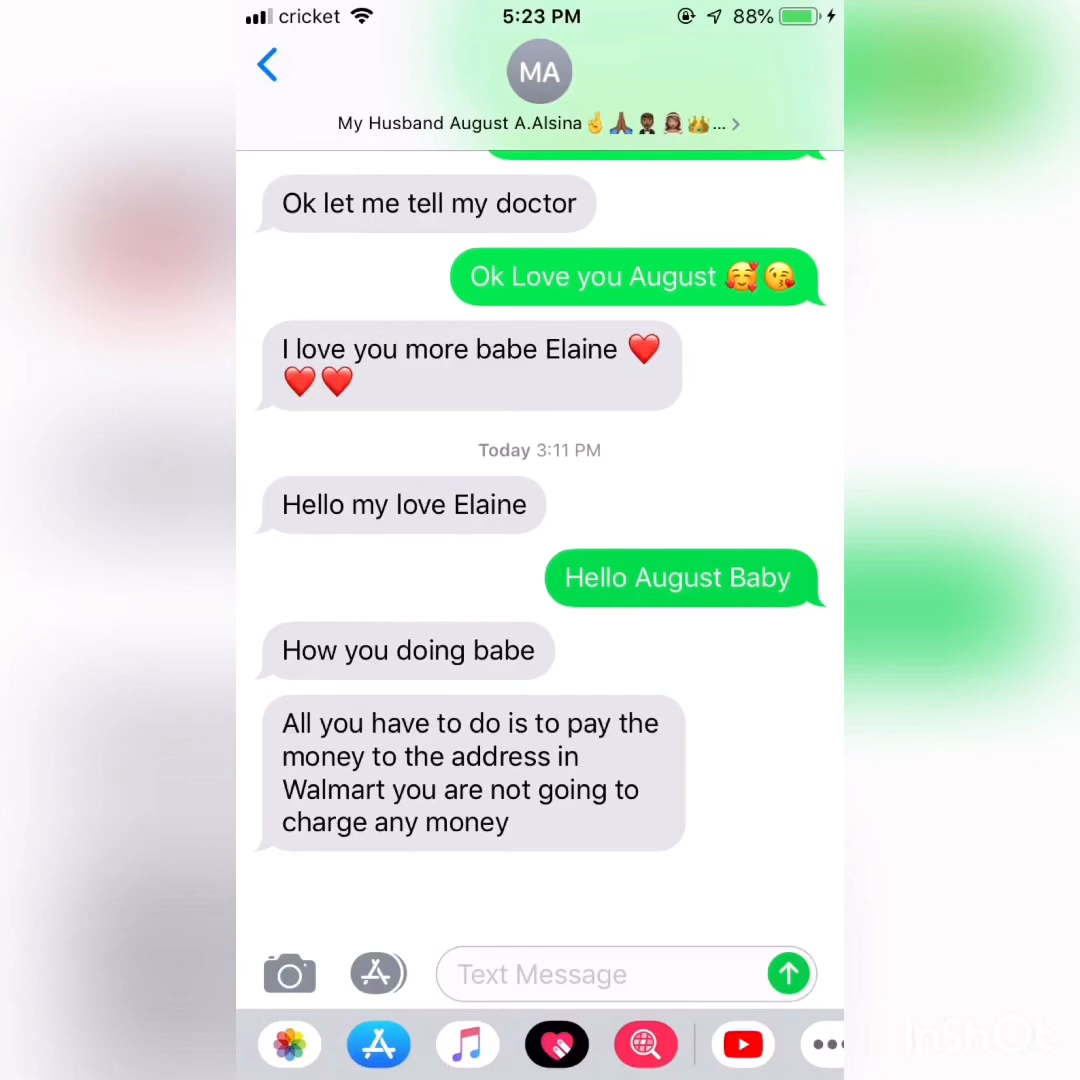 cricket 5:23 PM 88%
MA
My Husband August A.Alsina✌🏾🙏🏾🤵🏾👰🏾👑...
Ok let me tell my doctor
Ok Love you August 🥰😘
I love you more babe Elaine ❤️
❤️❤️
Today 3:11 PM
Hello my love Elaine
Hello August Baby
How you doing babe
All you have to do is to pay the
money to the address in
Walmart you are not going to
charge any money
Text Message
InShOt